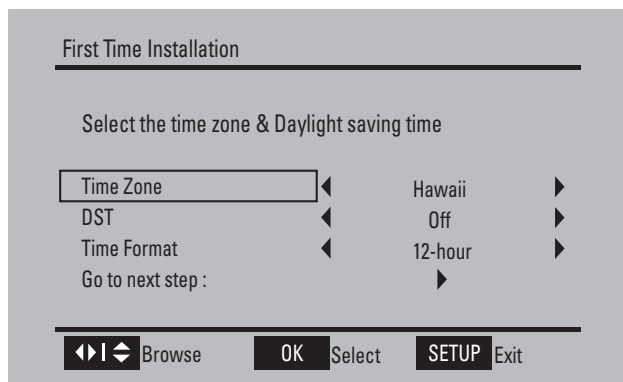 First Time Installation
Select the time zone & Daylight saving time
Time Zone Hawaii
DST Off
Time Format 12-hour
Go to next step :
Browse OK Select SETUP Exit